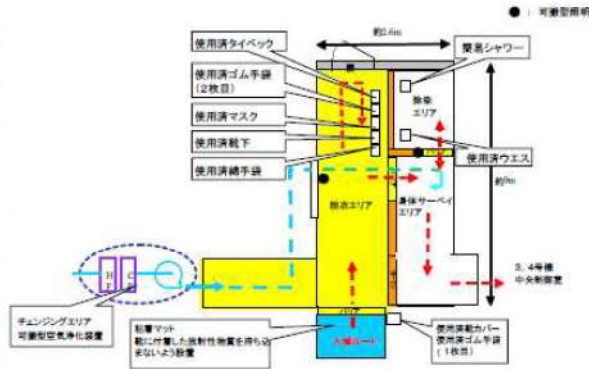 ● : 可搬型照明
約2.6m
使用済タイベック
簡易シャワー
使用済ゴム手袋
(2枚目)
除染
エリア
使用済マスク
使用済靴下
使用済綿手袋
使用済ウエス
脱衣エリア
身体サーベイ
エリア
約9m
H
F
C
F
3、4号機
中央制御室
チェンジングエリア
可搬型空気浄化装置
バリア
粘着マット
靴に付着した放射性物質を持ち込
まないよう設置
入域ルート
使用済靴カバー
使用済ゴム手袋
(1枚目)